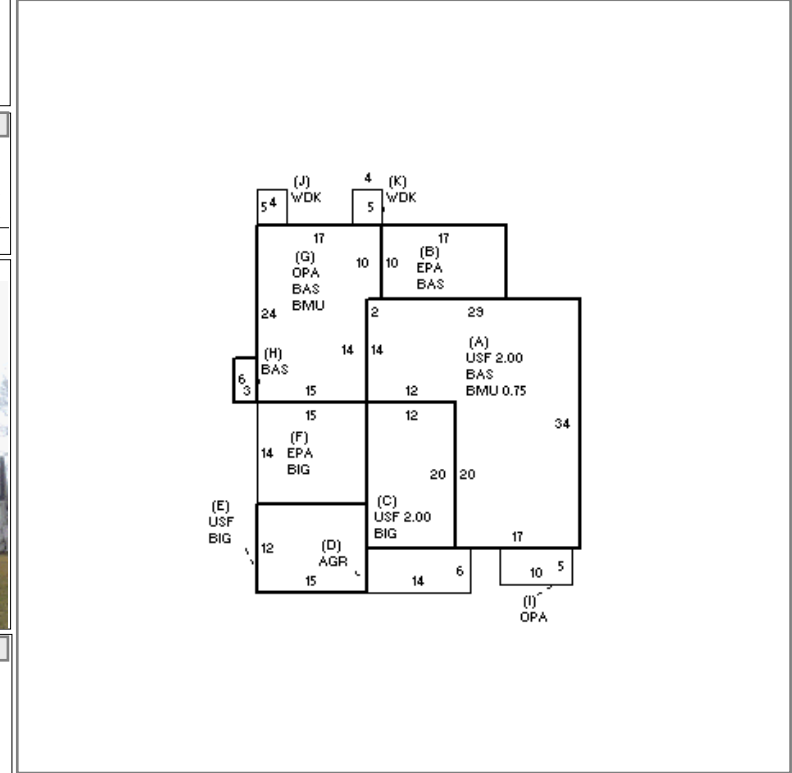 4
(J)
WDK
(K)
WDK
5 4
5
17
17
(G)
OPA
BAS
BMU
10
10
(B)
EPA
BAS
24
2
29
14
14
(A)
USF 2.00
BAS
BMU 0.75
(H)
BAS
6
3
15
12
15
12
34
(F)
EPA
BIG
14
20
20
(C)
USF 2.00
BIG
(E)
USF
BIG
12
(D)
AGR
15
17
14
6
10
5
(I)
OPA